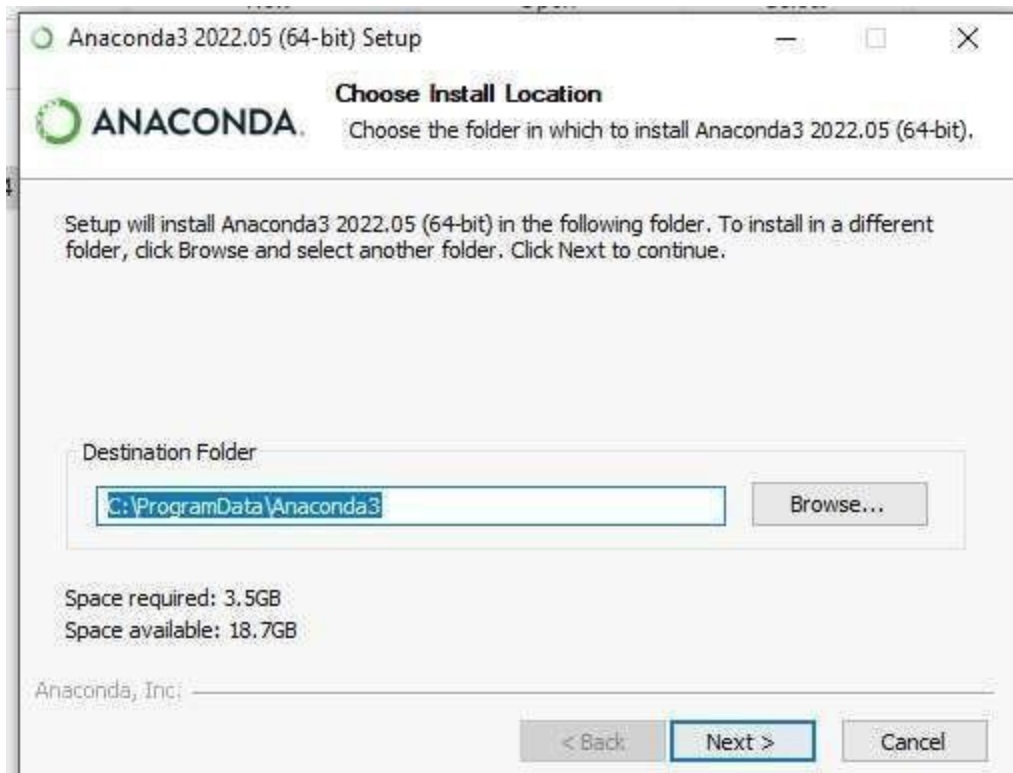 Anaconda3 2022.05 (64-bit) Setup
ANACONDA.
Choose Install Location
Choose the folder in which to install Anaconda3 2022.05 (64-bit).
Setup will install Anaconda3 2022.05 (64-bit) in the following folder. To install in a different
folder, click Browse and select another folder. Click Next to continue.
Destination Folder
C:\ProgramData\Anaconda3
Browse...
Space required: 3.5GB
Space available: 18.7GB
Anaconda, Inc.
< Back
Next >
Cancel